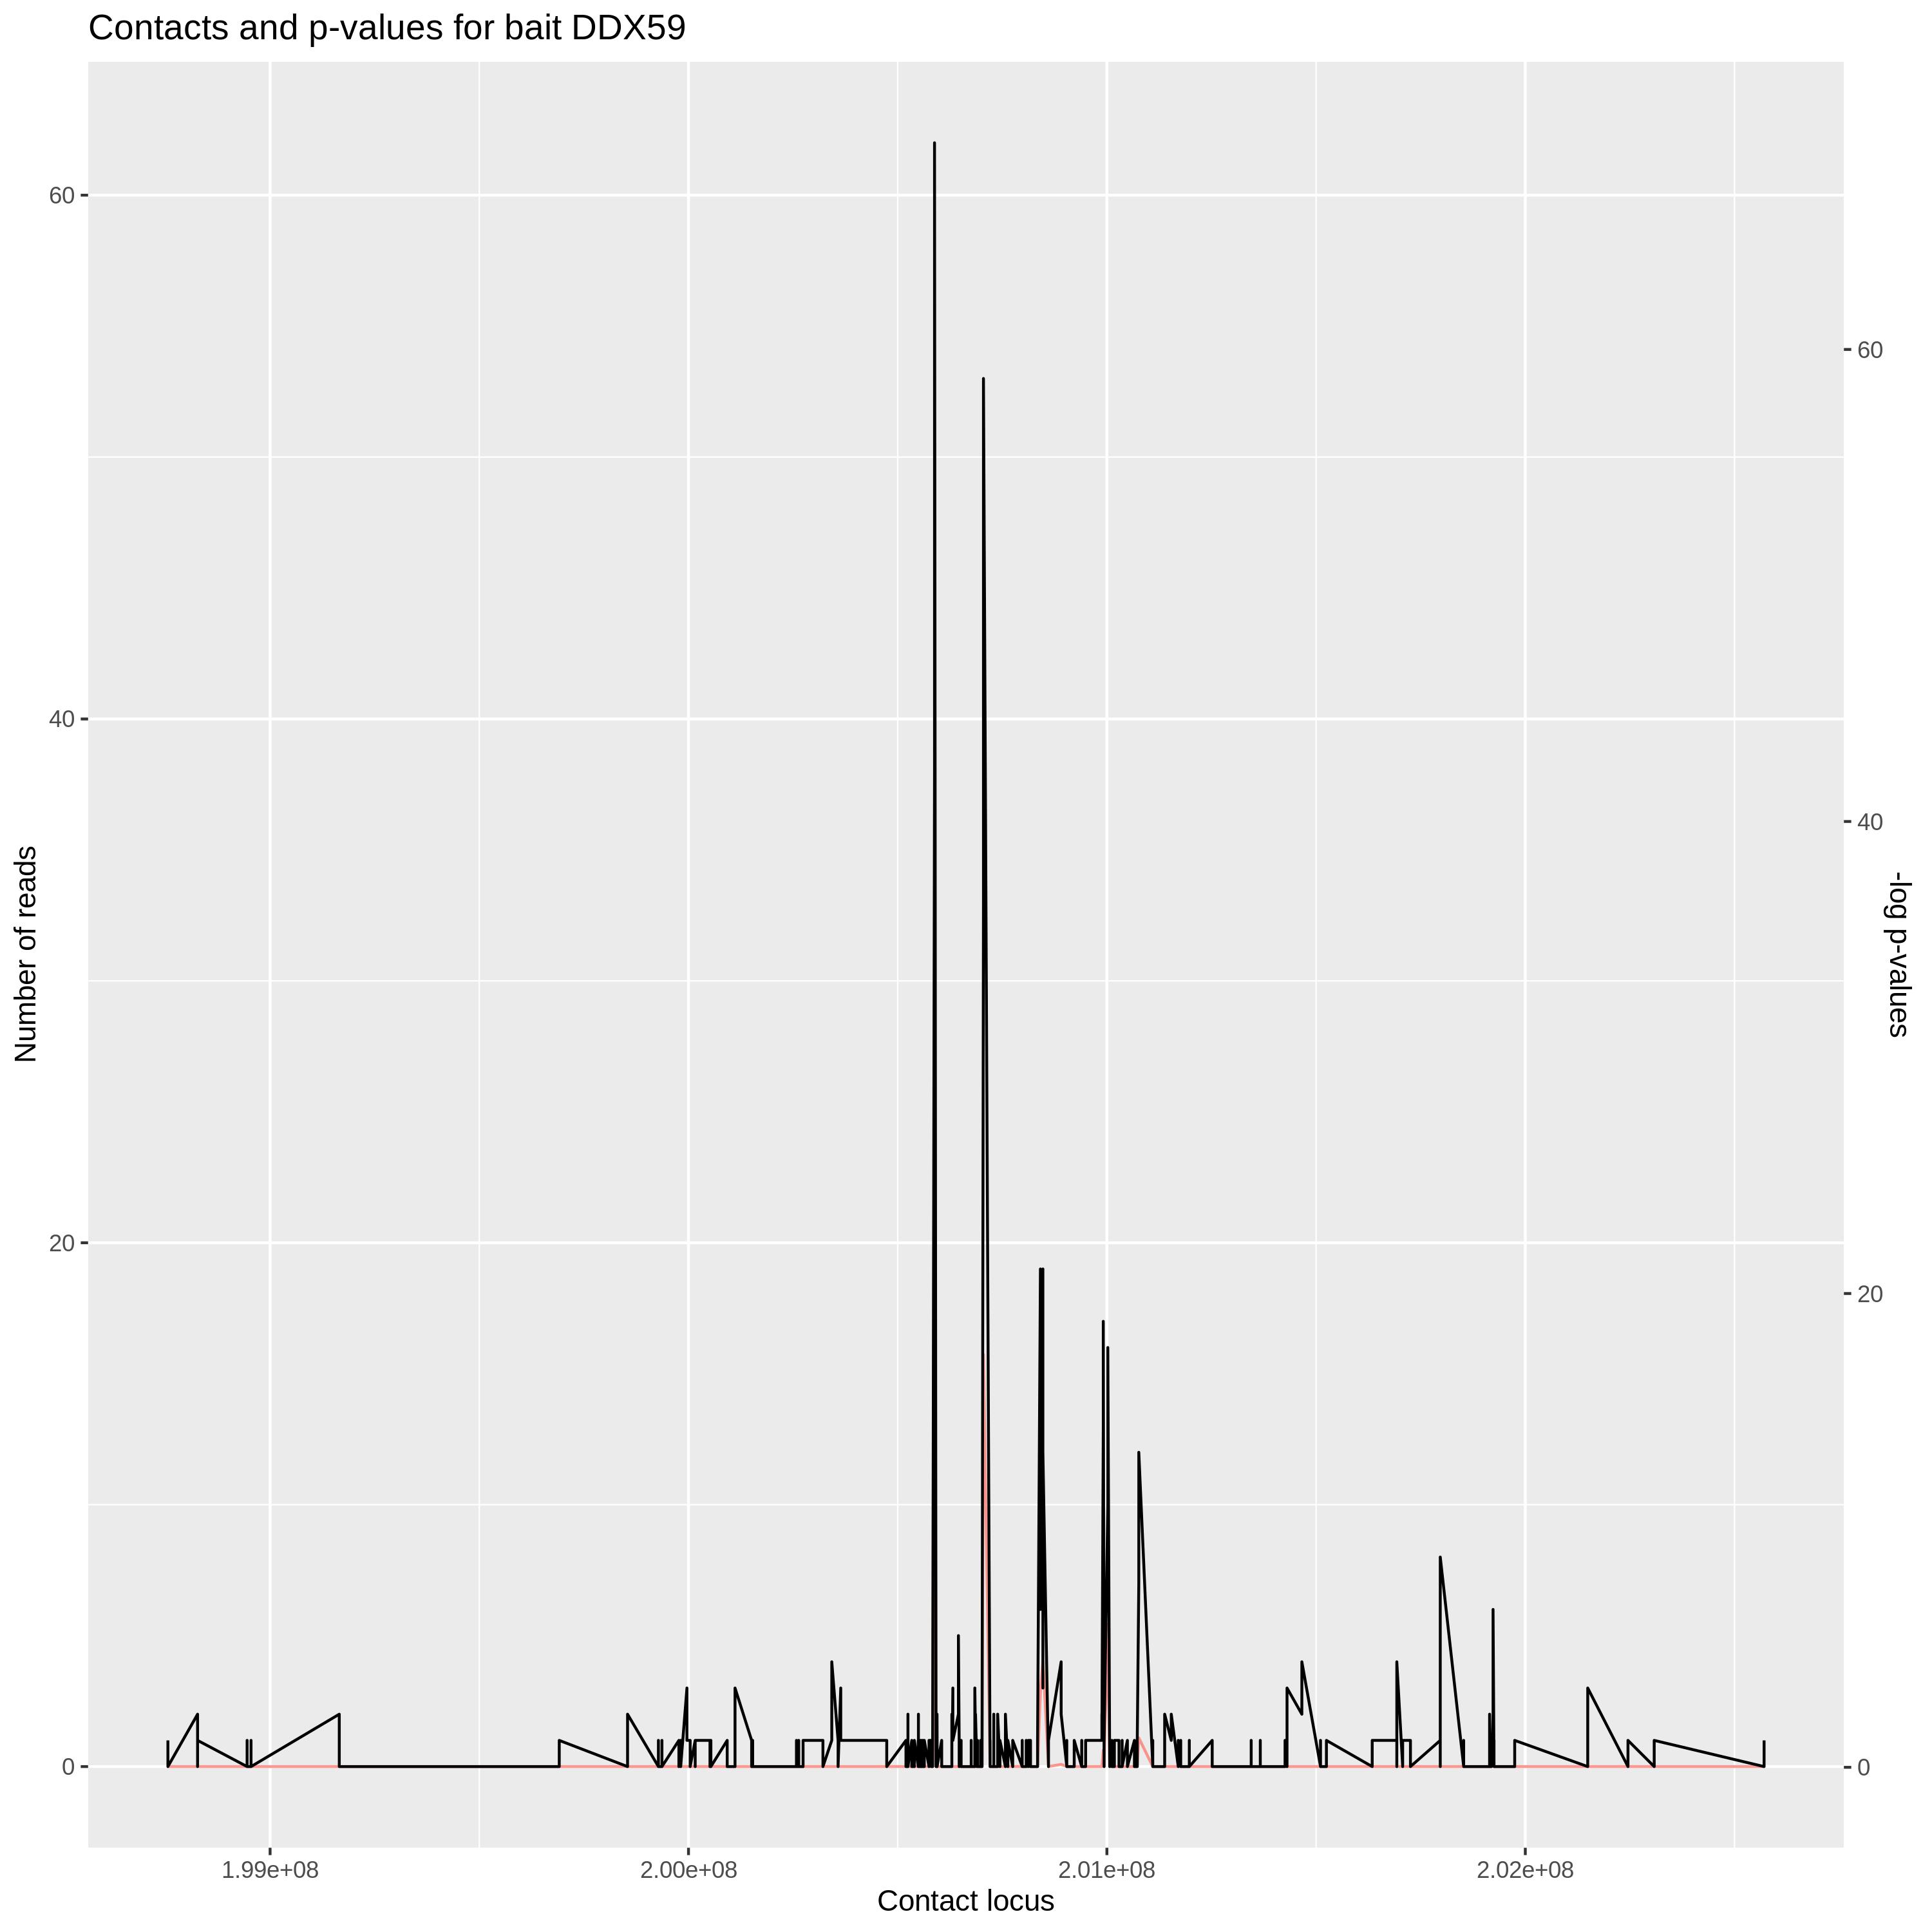 Contacts and p-values for bait DDX59
60
40
20
0
Number of reads
60
40
20
0
-log p-values
1.99e+08
2.00e+08
2.01e+08
2.02e+08
Contact locus